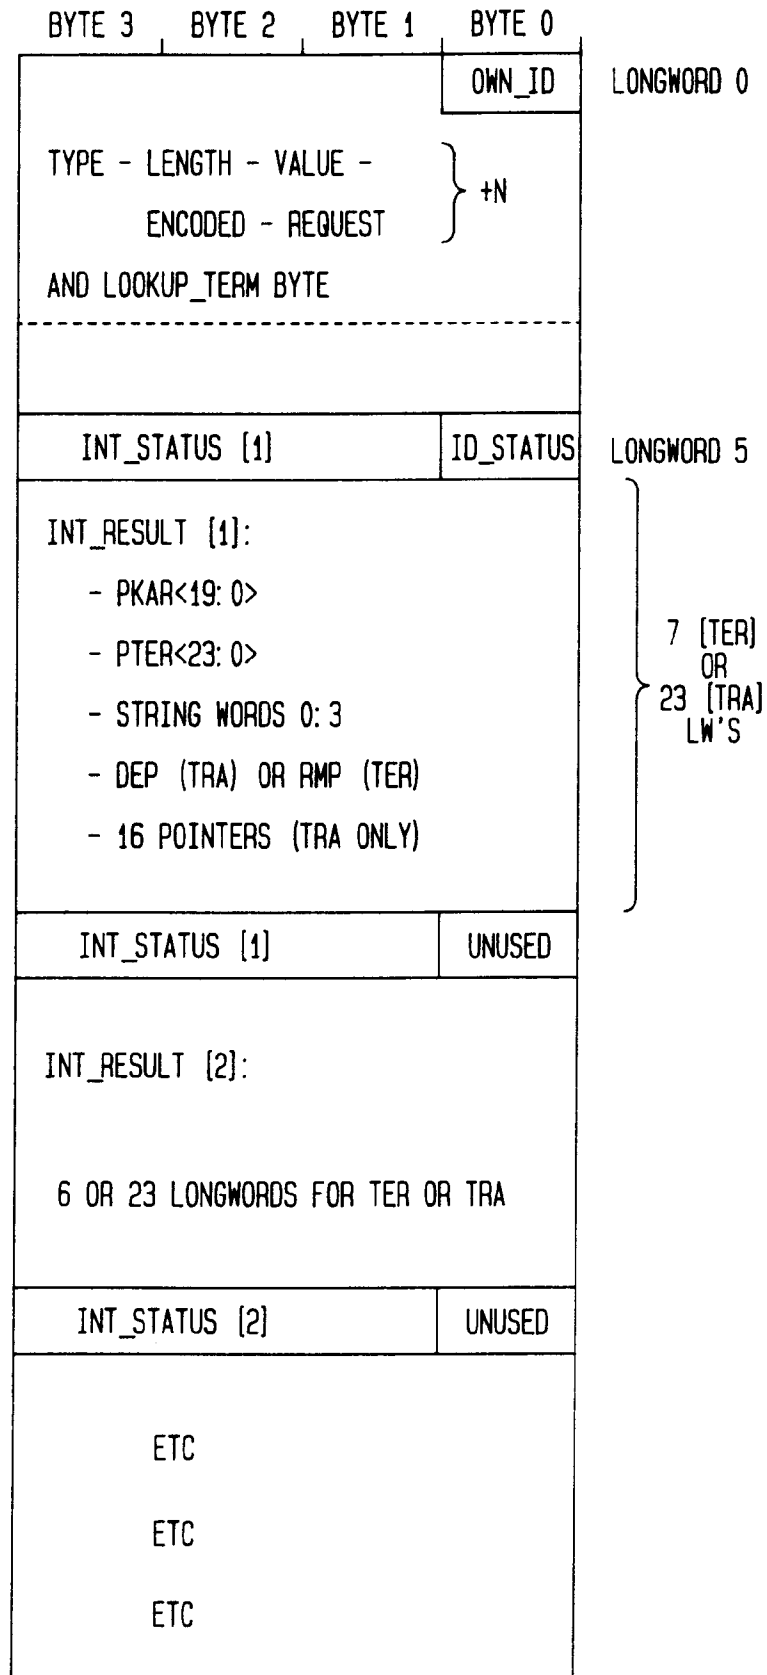 BYTE 3 BYTE 2 BYTE 1 BYTE 0
OWN_ID LONGWORD 0
TYPE - LENGTH - VALUE -
ENCODED - REQUEST
+N
AND LOOKUP_TERM BYTE
INT_STATUS [1] ID_STATUS LONGWORD 5
INT_RESULT [1]:
- PKAR<19:0>
- PTER<23:0>
- STRING WORDS 0:3
- DEP (TRA) OR RMP (TER)
- 16 POINTERS (TRA ONLY)
7 [TER]
OR
23 [TRA]
LW'S
INT_STATUS [1] UNUSED
INT_RESULT [2]:
6 OR 23 LONGWORDS FOR TER OR TRA
INT_STATUS [2] UNUSED
ETC
ETC
ETC